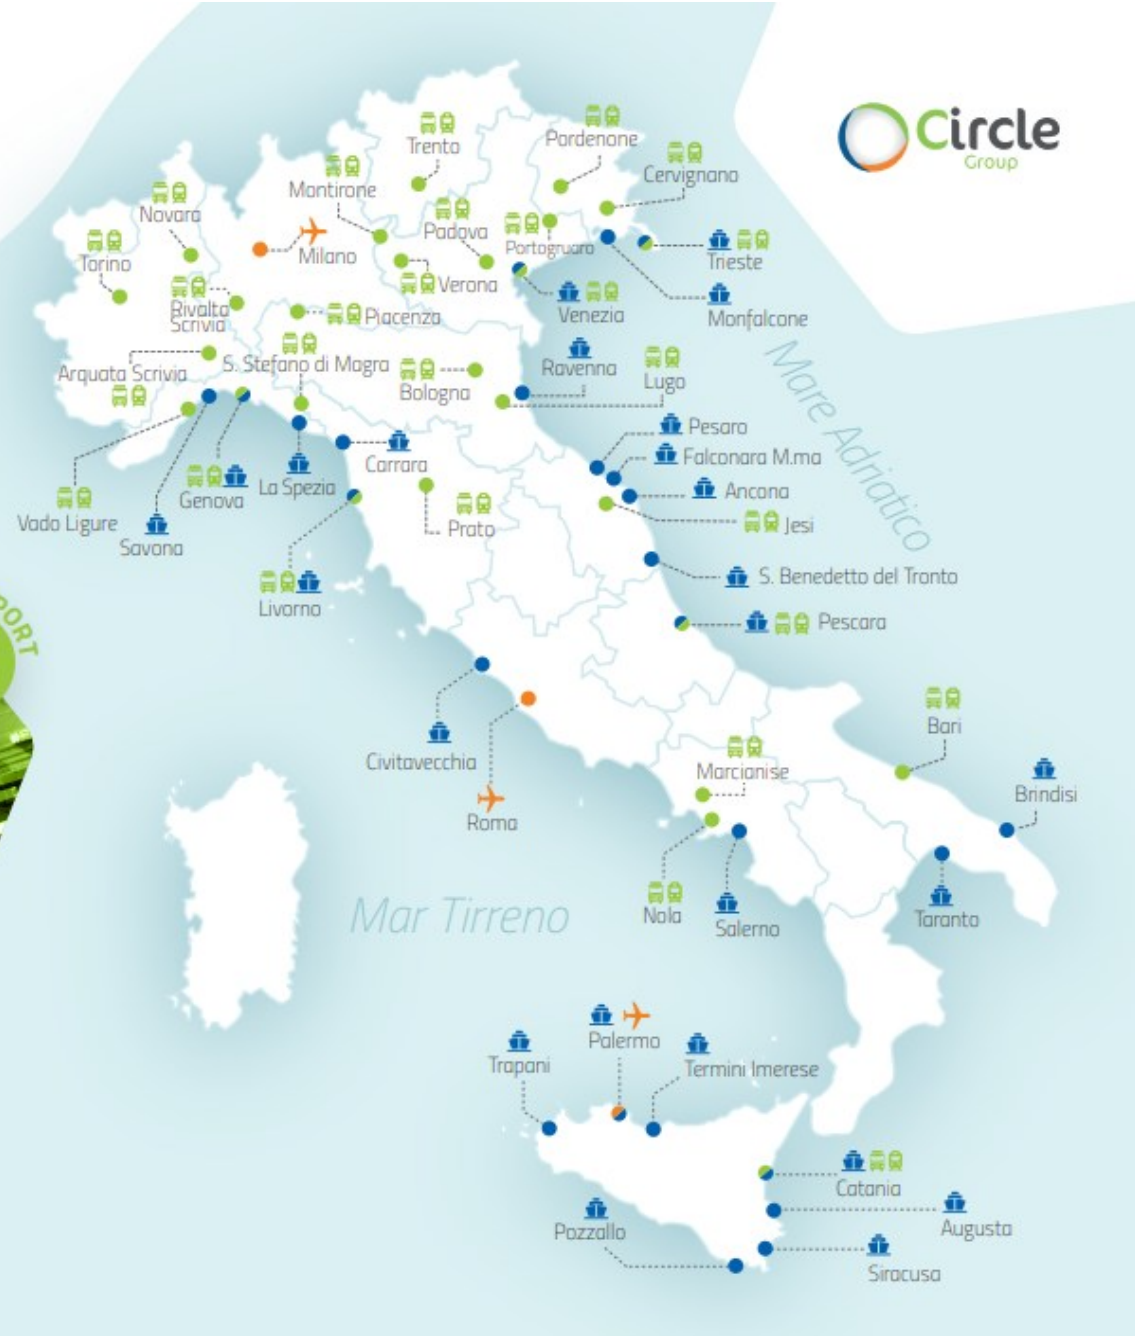 Circle
Group
Trento
Pordenone
Cervignano
Montirone
Novara
Padova
Portogruaro
Torino
Milano
Trieste
Verona
Rivalta
Scrivia
Piacenza
Venezia
Monfalcone
Arquata Scrivia
S. Stefano di Magra
Bologna
Ravenna
Lugo
Mare Adriatico
Pesaro
Falconara M.ma
Carrara
La Spezia
Genova
Ancona
Vado Ligure
Savona
Prato
Jesi
S. Benedetto del Tronto
Livorno
Pescara
PORT
Civitavecchia
Bari
Marcianise
Brindisi
Roma
Nola
Salerno
Taranto
Mar Tirreno
Palermo
Trapani
Termini Imerese
Catania
Pozzallo
Augusta
Siracusa